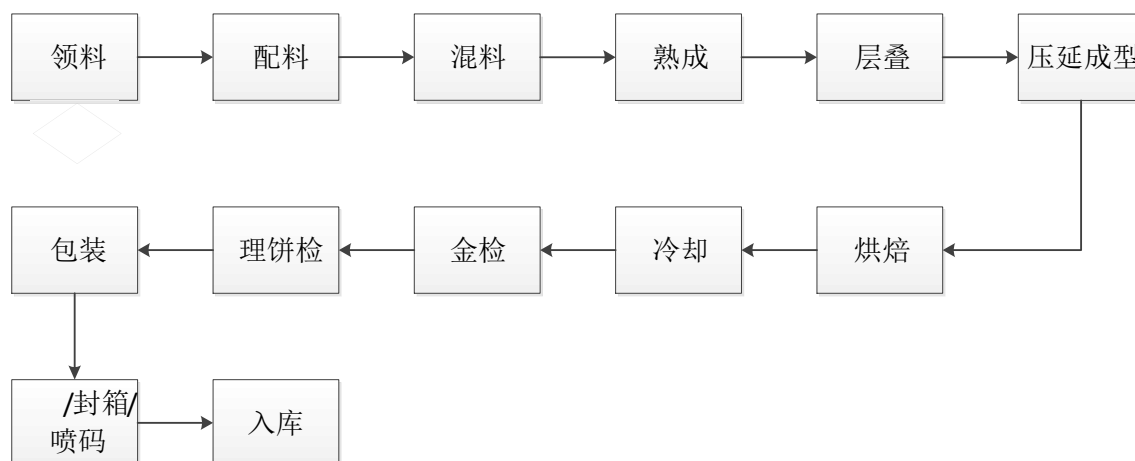 领料
配料
混料
熟成
层叠
压延成型
包装
理饼检
金检
冷却
烘焙
/封箱/
喷码
入库